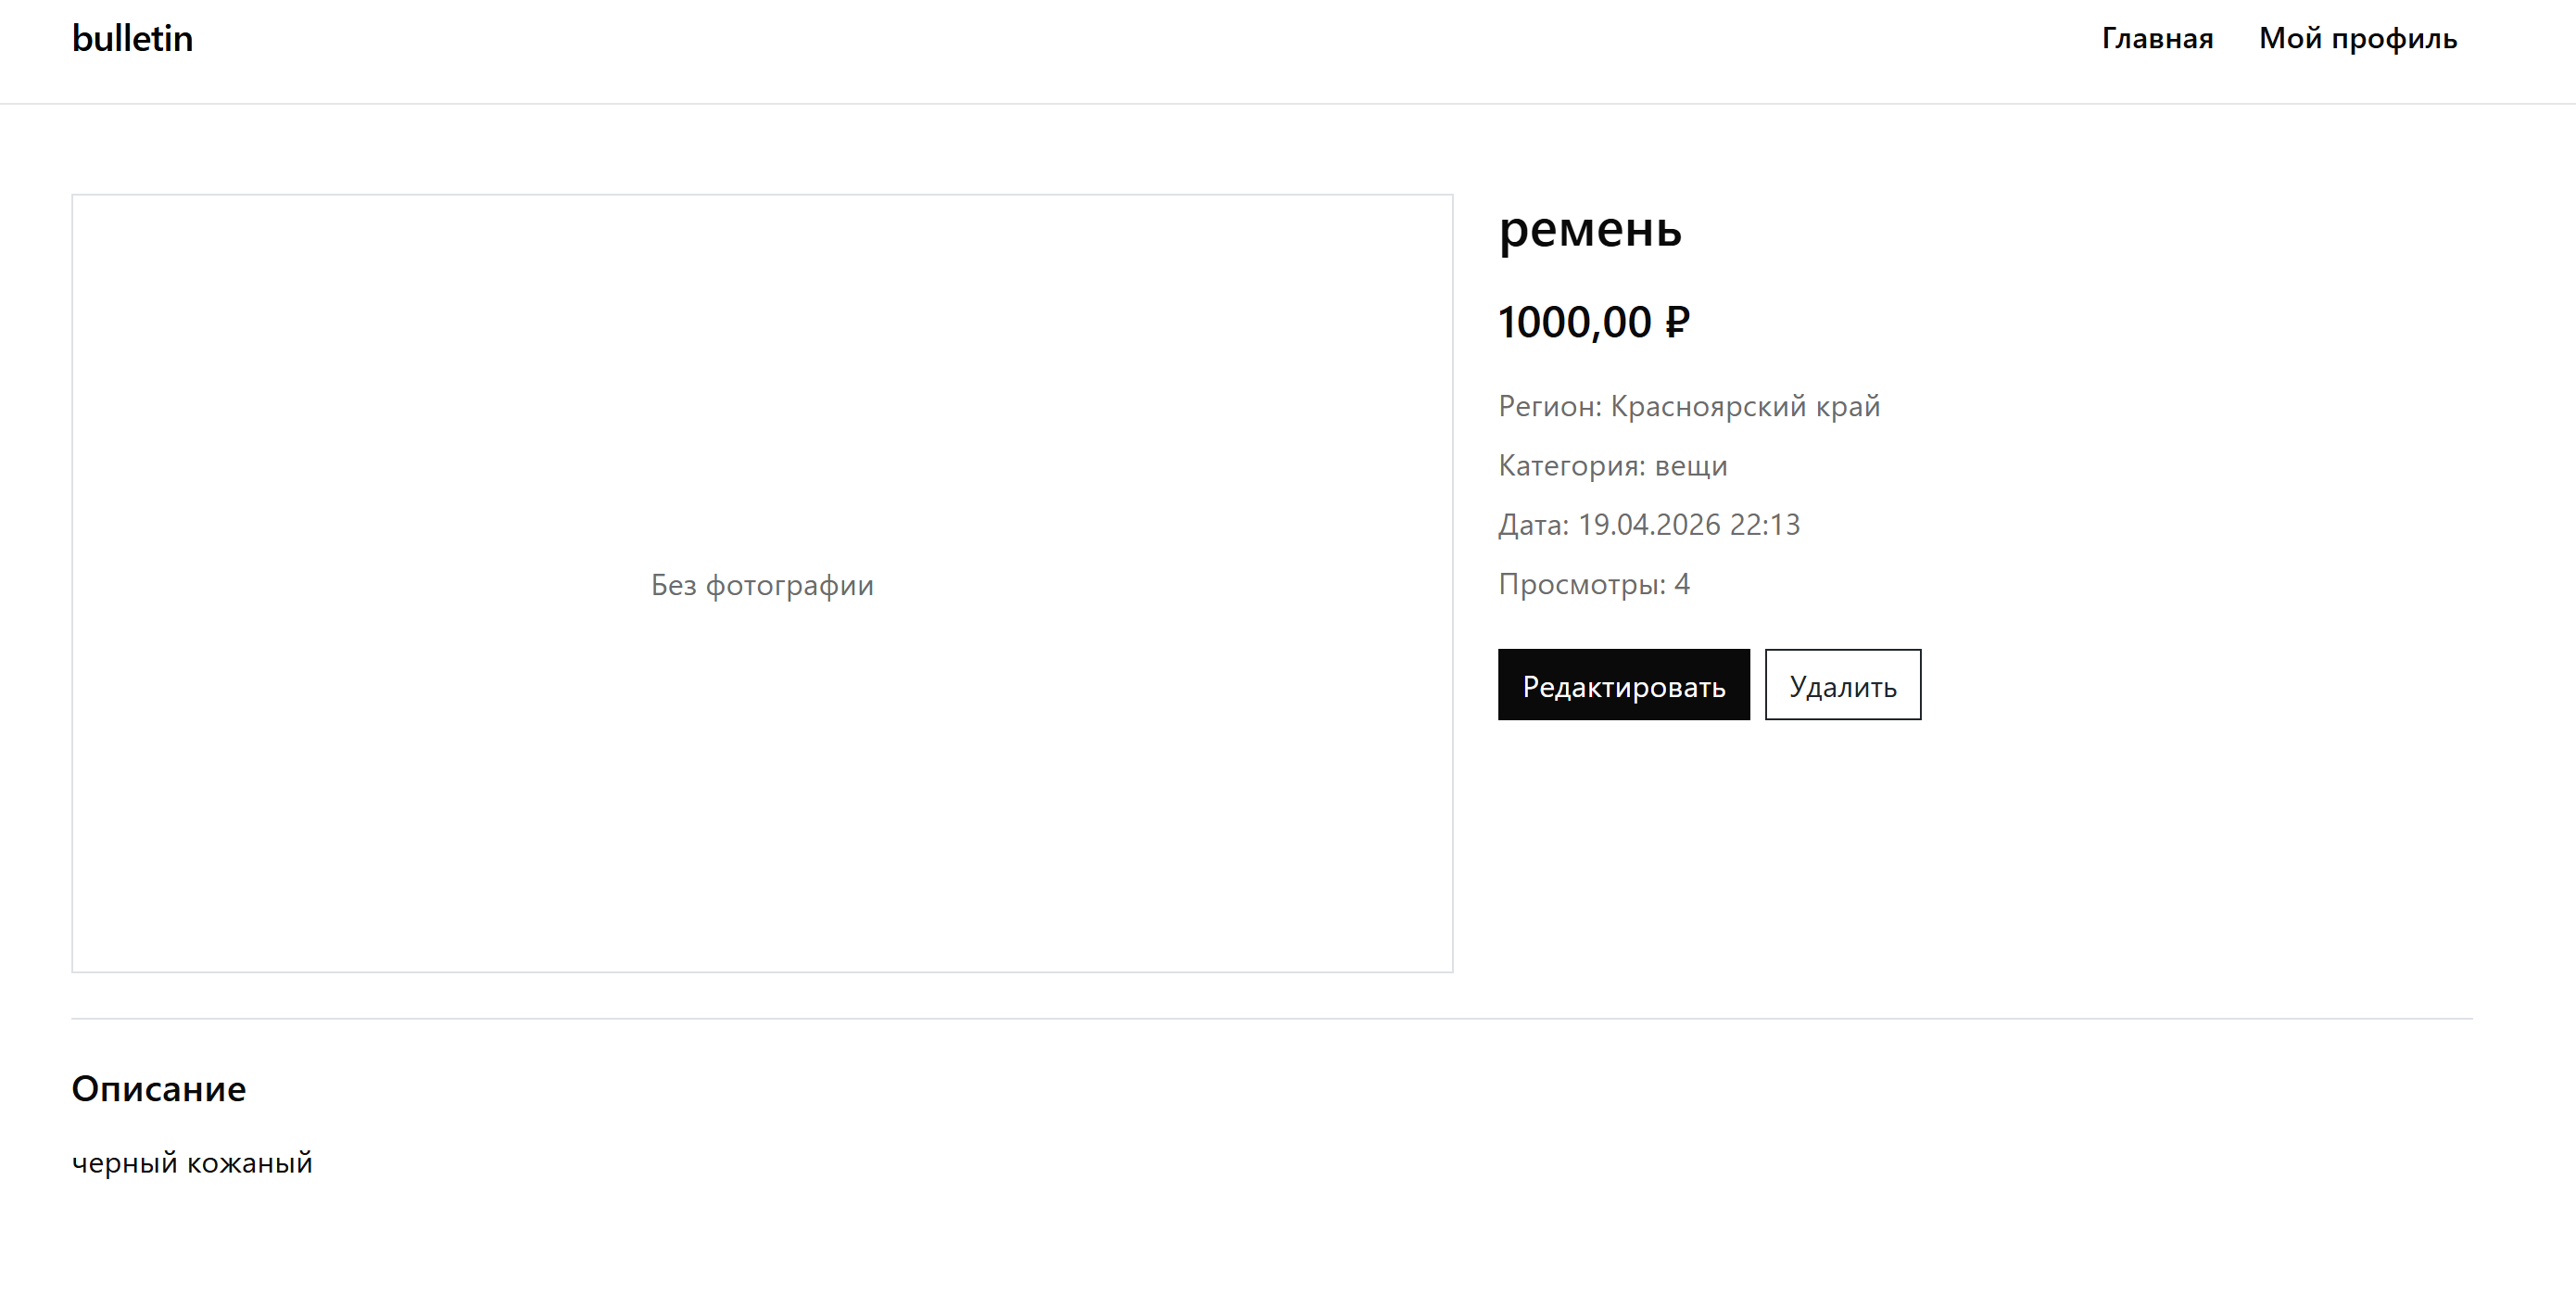 bulletin
Главная
Мой профиль
Без фотографии
ремень
1000,00 ₽
Регион: Красноярский край
Категория: вещи
Дата: 19.04.2026 22:13
Просмотры: 4
Редактировать
Удалить
Описание
черный кожаный